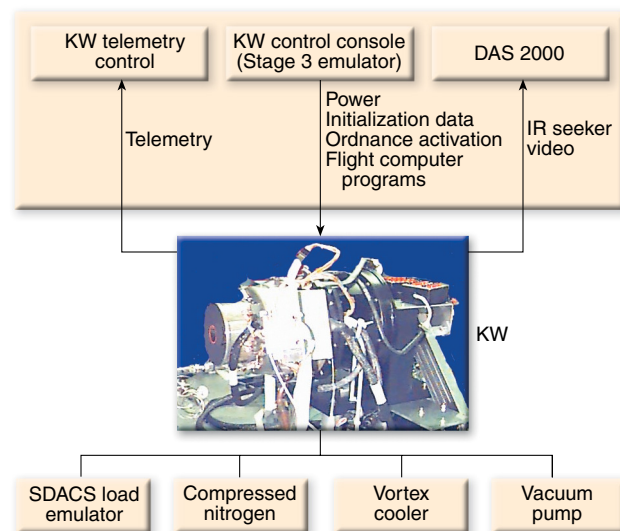 KW telemetry
control
KW control console
(Stage 3 emulator)
DAS 2000
Telemetry
Power
Initialization data
Ordnance activation
Flight computer
programs
IR seeker
video
KW
SDACS load
emulator
Compressed
nitrogen
Vortex
cooler
Vacuum
pump